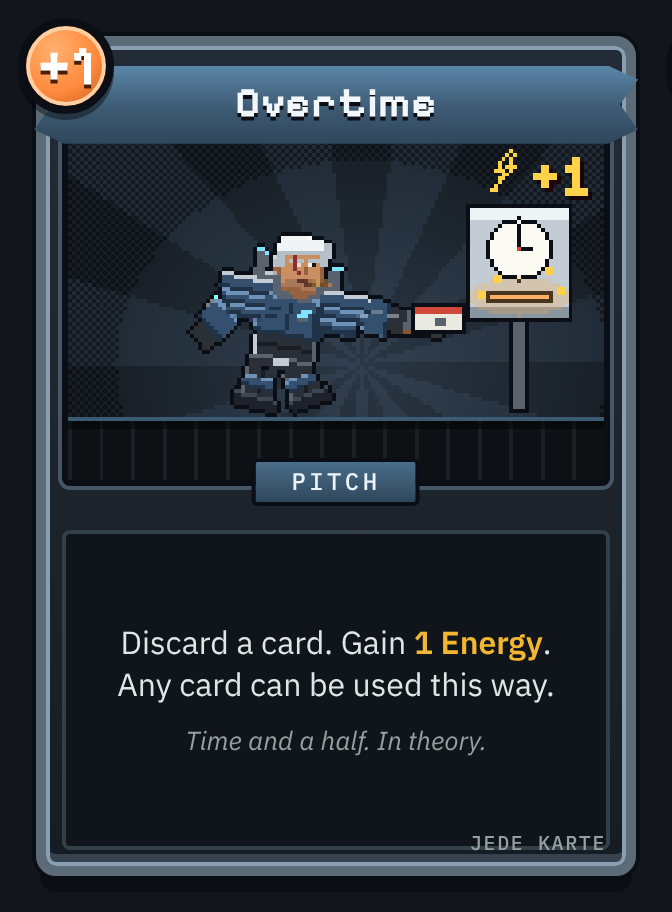 +1
Overtime
+1
PITCH
Discard a card. Gain 1 Energy.
Any card can be used this way.
Time and a half. In theory.
JEDE KARTE